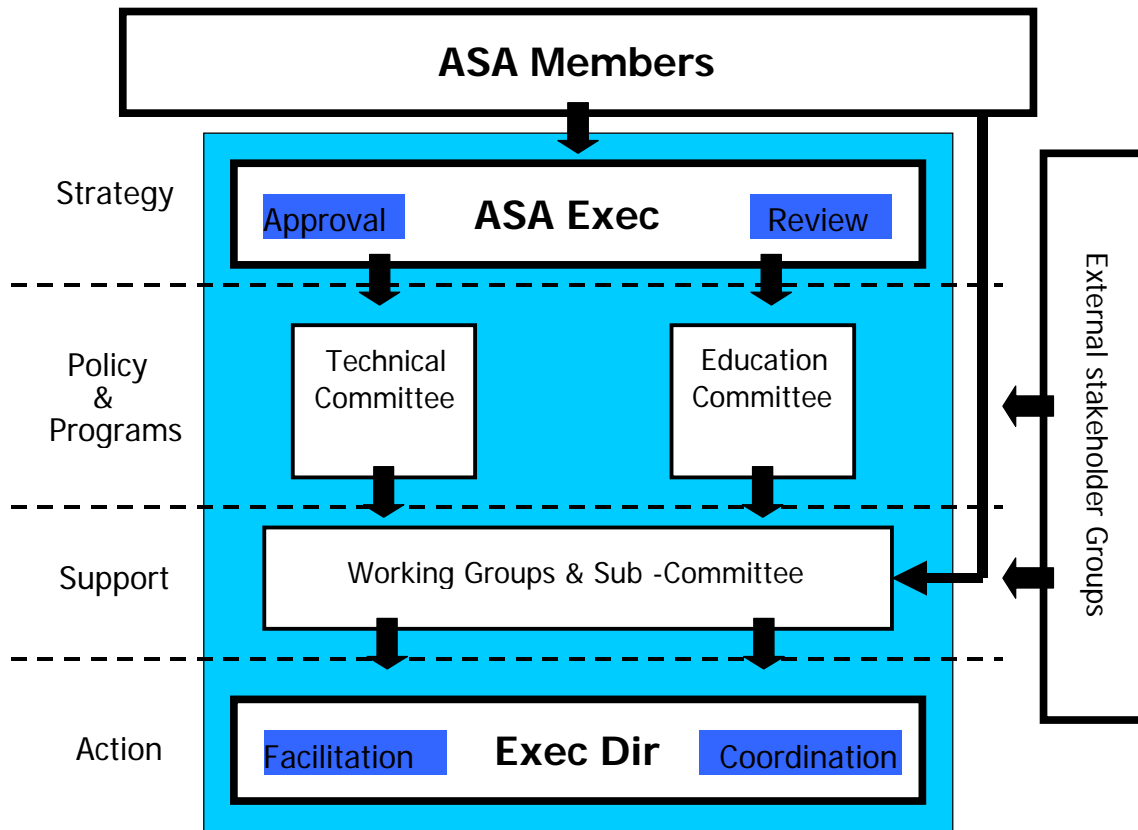 ASA Members
Strategy
Approval
ASA Exec
Review
Policy
&
Programs
Technical
Committee
Education
Committee
External stakeholder Groups
Support
Working Groups & Sub -Committee
Action
Facilitation
Exec Dir
Coordination